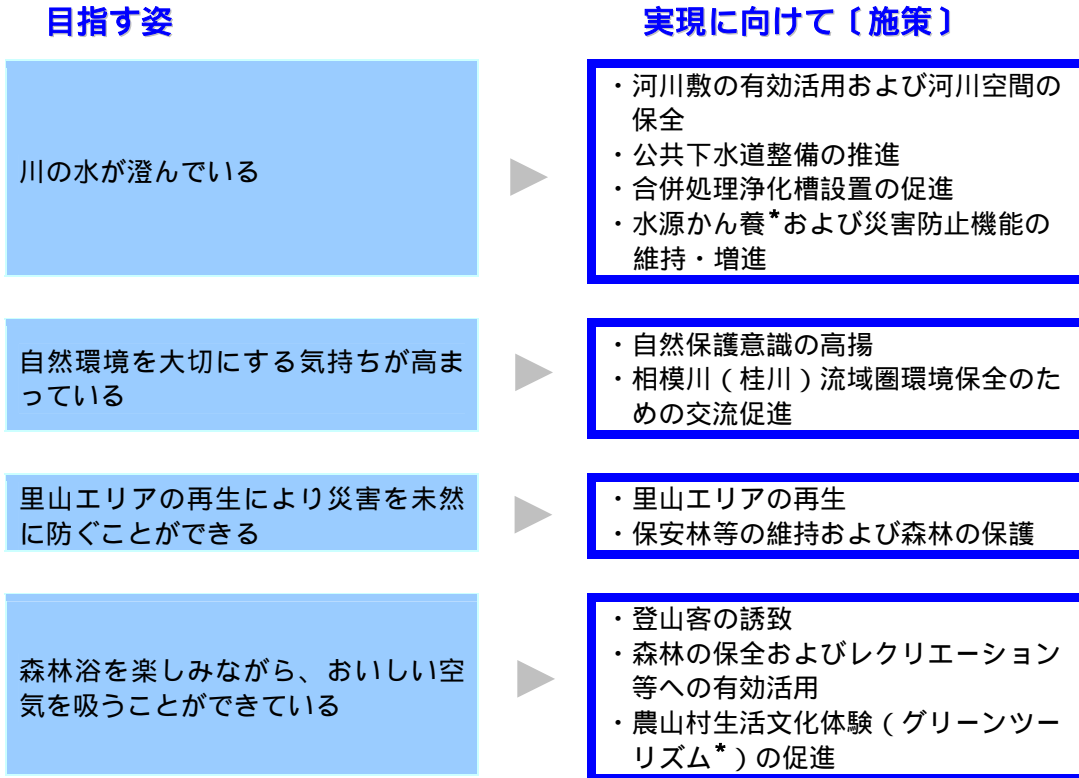 目指す姿
実現に向けて〔施策〕
川の水が澄んでいる
・河川敷の有効活用および河川空間の
保全
・公共下水道整備の推進
・合併処理浄化槽設置の促進
・水源かん養*および災害防止機能の
維持・増進
自然環境を大切にする気持ちが高ま
っている
・自然保護意識の高揚
・相模川（桂川）流域圏環境保全のた
めの交流促進
里山エリアの再生により災害を未然
に防ぐことができる
・里山エリアの再生
・保安林等の維持および森林の保護
森林浴を楽しみながら、おいしい空
気を吸うことができている
・登山客の誘致
・森林の保全およびレクリエーション
等への有効活用
・農山村生活文化体験（グリーンツー
リズム*）の促進